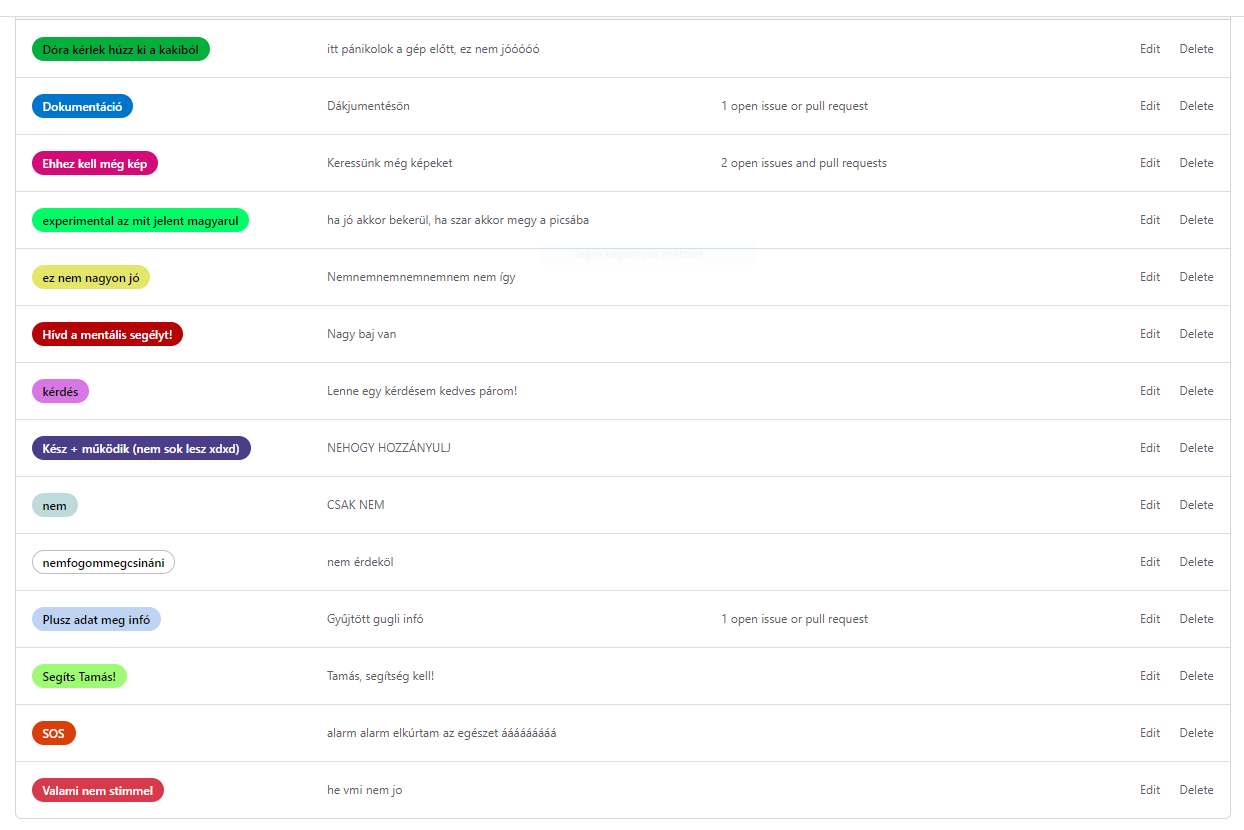 Dóra kérlek húzz ki a kakiból itt pánikolok a gép előtt, ez nem jóóóóó Edit Delete
Dokumentáció Dákjumentésön 1 open issue or pull request Edit Delete
Ehhez kell még kép Keressünk még képeket 2 open issues and pull requests Edit Delete
experimental az mit jelent magyarul ha jó akkor bekerül, ha szar akkor megy a picsába Edit Delete
Teljes képernyős metszet
ez nem nagyon jó Nemnemnemnemnem nem így Edit Delete
Hívd a mentális segélyt! Nagy baj van Edit Delete
kérdés Lenne egy kérdésem kedves párom! Edit Delete
Kész + működik (nem sok lesz xdxd) NEHOGY HOZZÁNYULJ Edit Delete
nem CSAK NEM Edit Delete
nemfogommegcsináni nem érdeköl Edit Delete
Plusz adat meg infó Gyűjtött gugli infó 1 open issue or pull request Edit Delete
Segíts Tamás! Tamás, segítség kell! Edit Delete
SOS alarm alarm elkúrtam az egészet ááááááááá Edit Delete
Valami nem stimmel he vmi nem jo Edit Delete